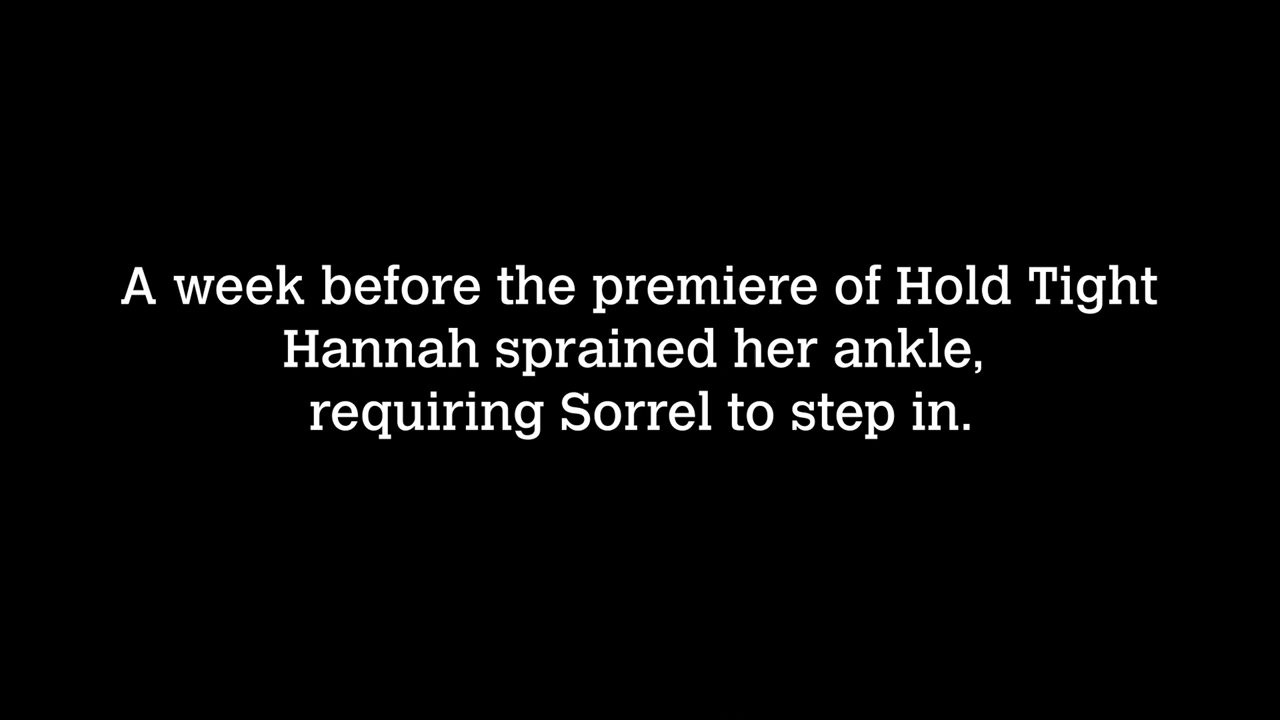 A week before the premiere of Hold Tight
Hannah sprained her ankle,
requiring Sorrel to step in.